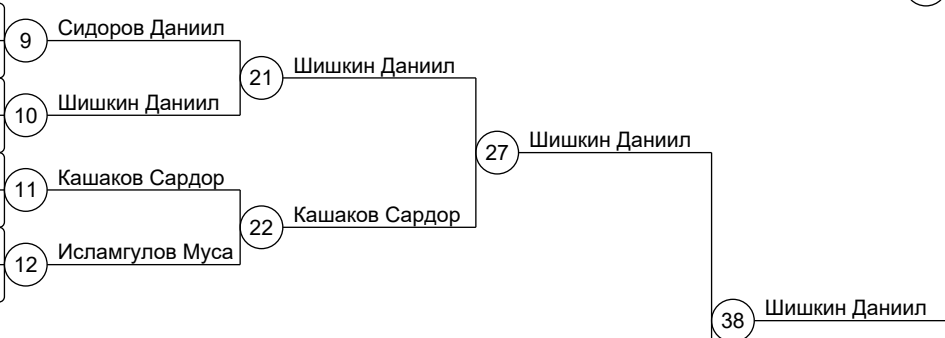 9 Сидоров Даниил
21 Шишкин Даниил
10 Шишкин Даниил
27 Шишкин Даниил
11 Кашаков Сардор
22 Кашаков Сардор
12 Исламгулов Муса
38 Шишкин Даниил